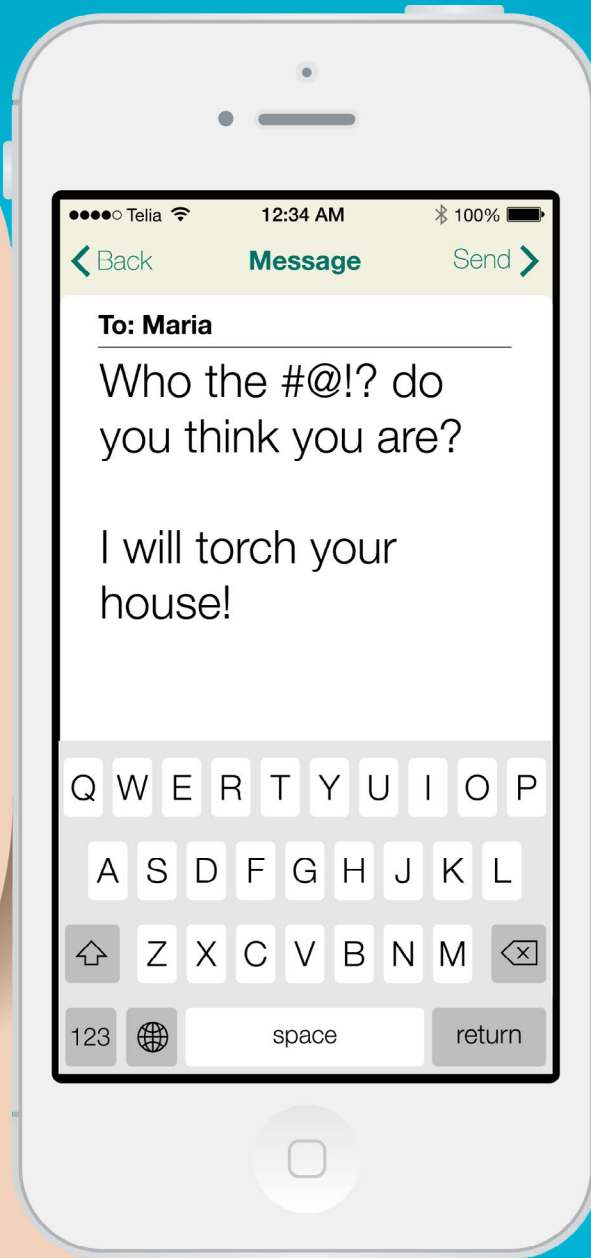 Telia 12:34 AM 100%
Back Message Send
To: Maria
Who the #@!? do
you think you are?
I will torch your
house!
Q W E R T Y U I O P
A S D F G H J K L
Z X C V B N M
123 space return